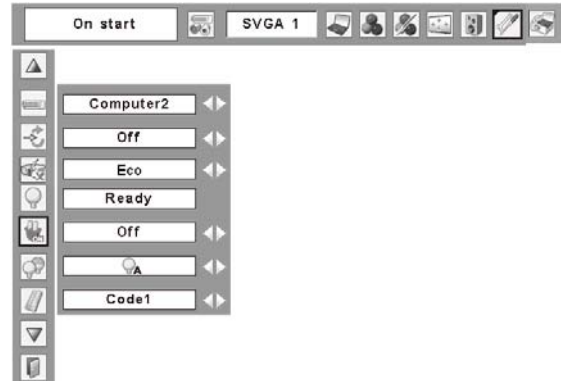 On start SVGA 1
Computer2
Off
Eco
Ready
Off
A
Code1